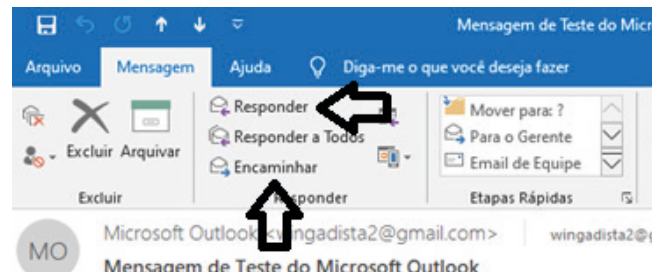 Mensagem de Teste do Micr
Arquivo Mensagem Ajuda Diga-me o que você deseja fazer
Responder
Responder a Todos
Encaminhar
Excluir Arquivar
Mover para: ?
Para o Gerente
Email de Equipe
Excluir Responder Etapas Rápidas
MO
Microsoft Outlook <wingadista2@gmail.com> wingadista2@g
Mensagem de Teste do Microsoft Outlook